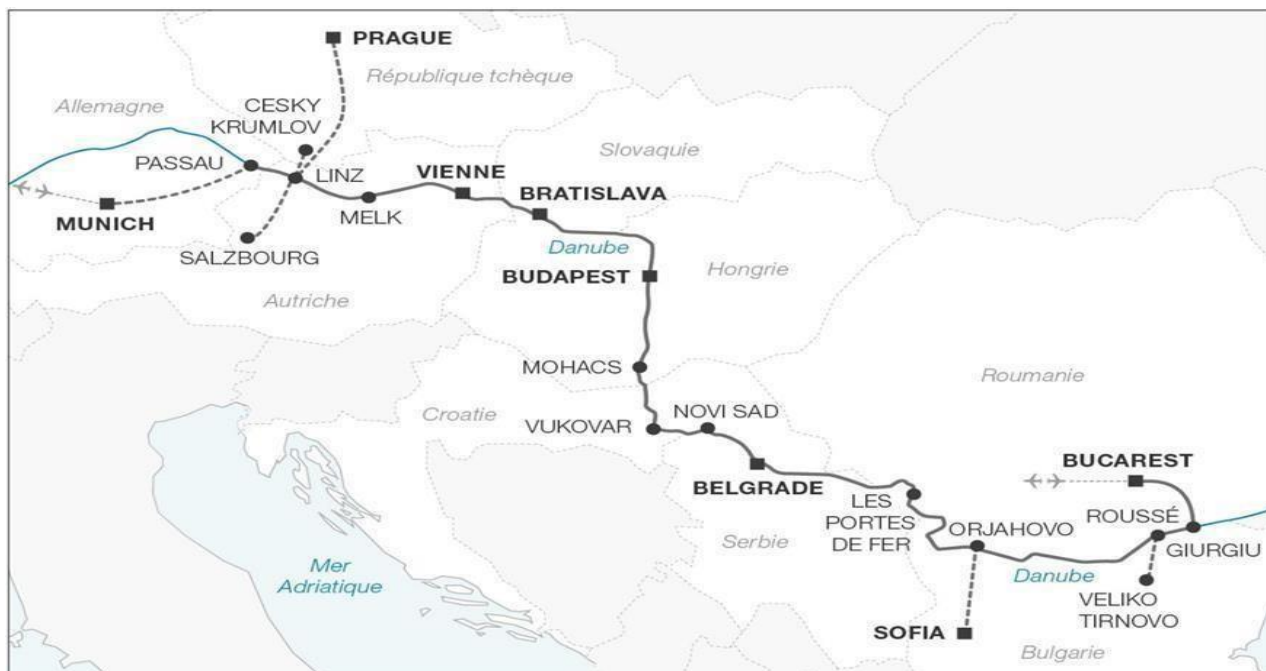 PRAGUE
République tchèque
Allemagne
CESKY
KRUMLOV
Slovaquie
PASSAU
LINZ
VIENNE
BRATISLAVA
MELK
MUNICH
SALZBOURG
Danube
BUDAPEST
Hongrie
Autriche
MOHACS
Roumanie
Croatie
NOVI SAD
VUKOVAR
BUCAREST
BELGRADE
LES
PORTES
DE FER
ORJAHOVO
ROUSSÉ
GIURGIU
Serbie
Mer
Adriatique
Danube
VELIKO
TIRNOVO
SOFIA
Bulgarie